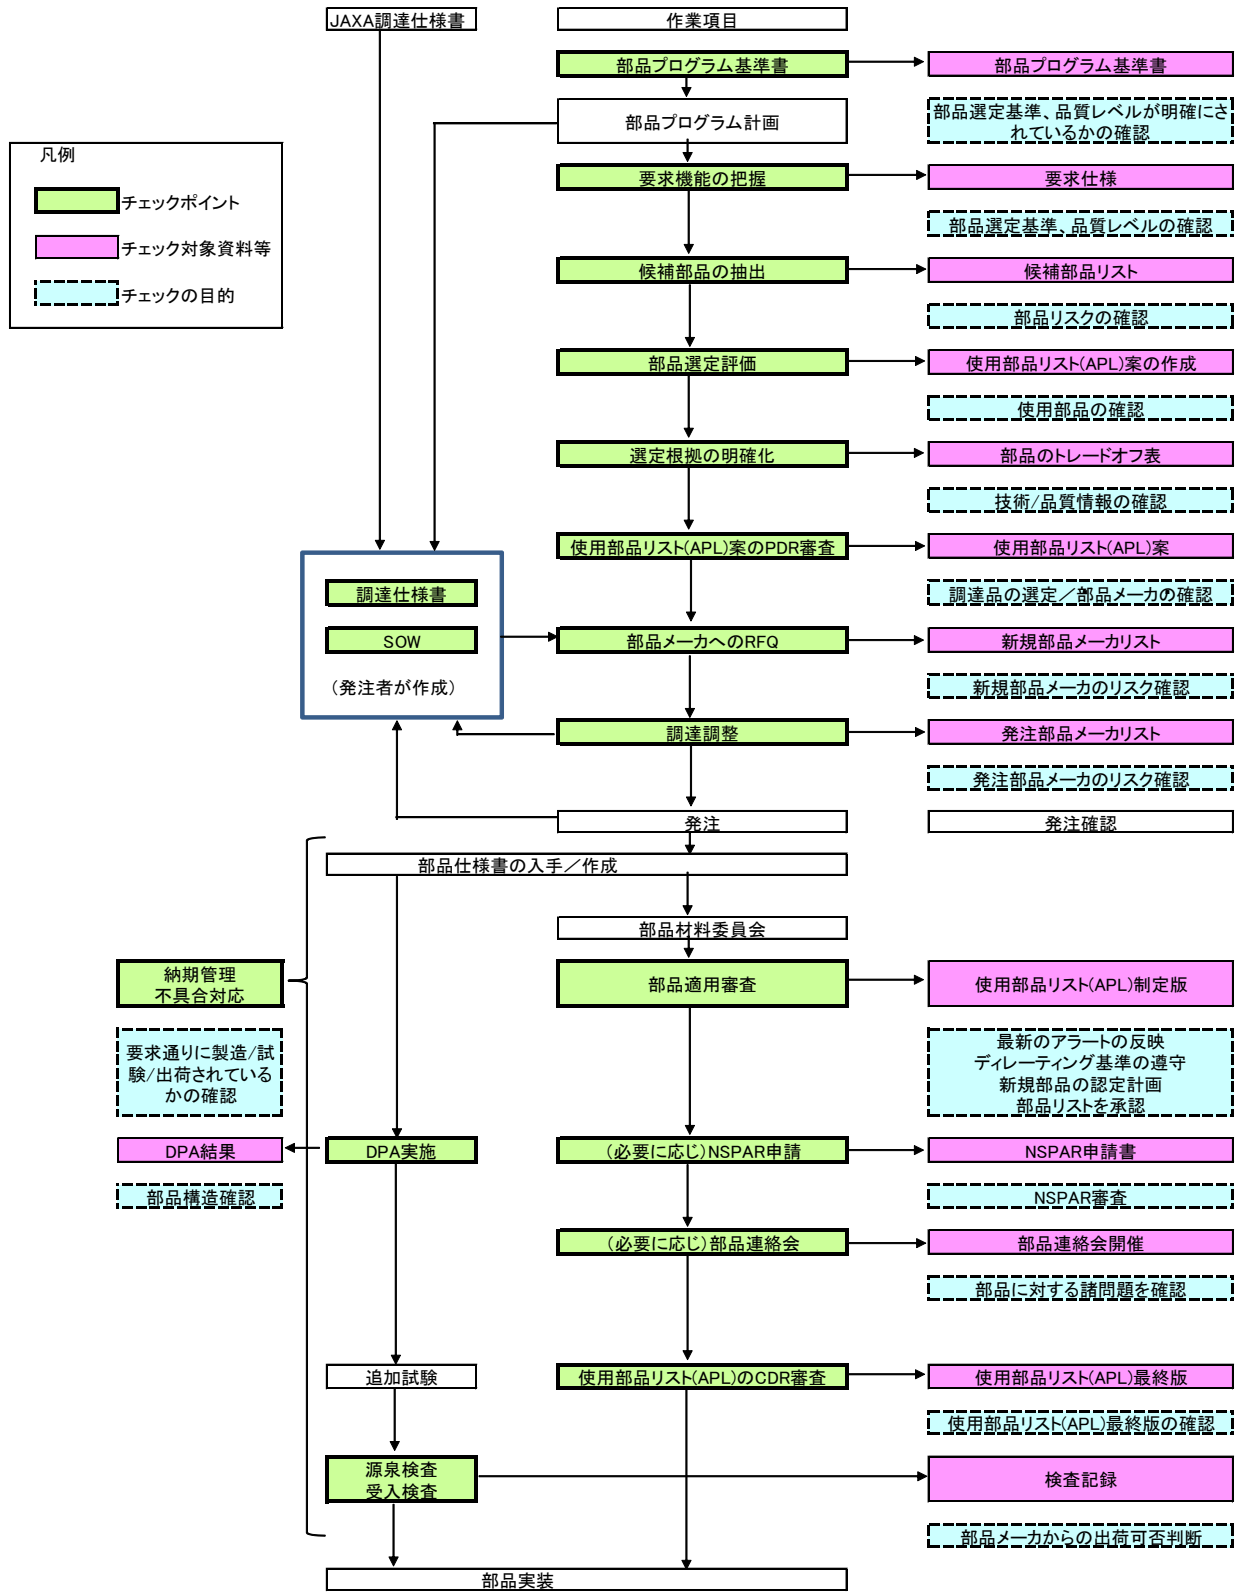 JAXA調達仕様書
作業項目
部品プログラム基準書
部品プログラム基準書
部品プログラム計画
部品選定基準、品質レベルが明確にさ
れているかの確認
凡例
チェックポイント
チェック対象資料等
チェックの目的
要求機能の把握
要求仕様
部品選定基準、品質レベルの確認
候補部品の抽出
候補部品リスト
部品リスクの確認
部品選定評価
使用部品リスト(APL)案の作成
使用部品の確認
選定根拠の明確化
部品のトレードオフ表
技術/品質情報の確認
使用部品リスト(APL)案のPDR審査
使用部品リスト(APL)案
調達品の選定／部品メーカの確認
調達仕様書
SOW
（発注者が作成）
部品メーカへのRFQ
新規部品メーカリスト
新規部品メーカのリスク確認
調達調整
発注部品メーカリスト
発注部品メーカのリスク確認
発注
発注確認
部品仕様書の入手／作成
部品材料委員会
納期管理
不具合対応
部品適用審査
使用部品リスト(APL)制定版
要求通りに製造/試
験/出荷されている
かの確認
最新のアラートの反映
ディレーティング基準の遵守
新規部品の認定計画
部品リストを承認
DPA結果
DPA実施
（必要に応じ）NSPAR申請
NSPAR申請書
部品構造確認
NSPAR審査
（必要に応じ）部品連絡会
部品連絡会開催
部品に対する諸問題を確認
追加試験
使用部品リスト(APL)のCDR審査
使用部品リスト(APL)最終版
使用部品リスト(APL)最終版の確認
源泉検査
受入検査
検査記録
部品メーカからの出荷可否判断
部品実装